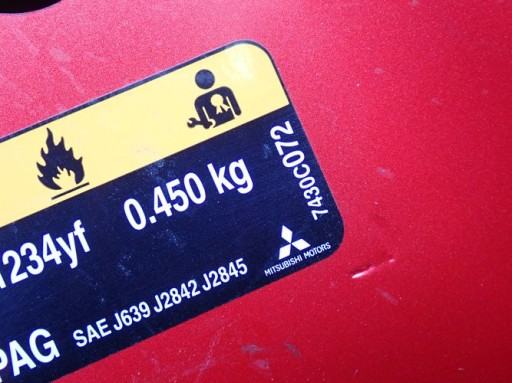 1234yf 0.450 kg
PAG SAE J639 J2842 J2845
7430C072
MITSUBISHI MOTORS